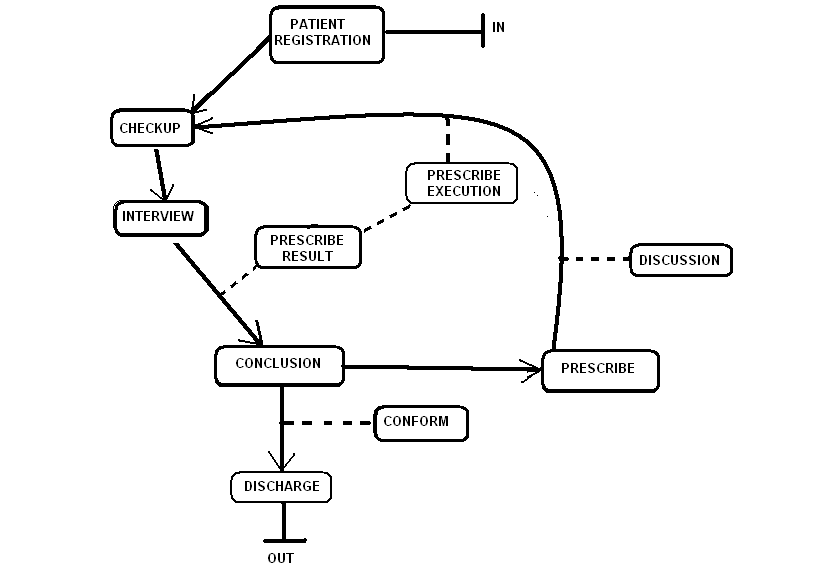 PATIENT
REGISTRATION
IN
CHECKUP
PRESCRIBE
EXECUTION
INTERVIEW
PRESCRIBE
RESULT
DISCUSSION
CONCLUSION
PRESCRIBE
CONFORM
DISCHARGE
OUT